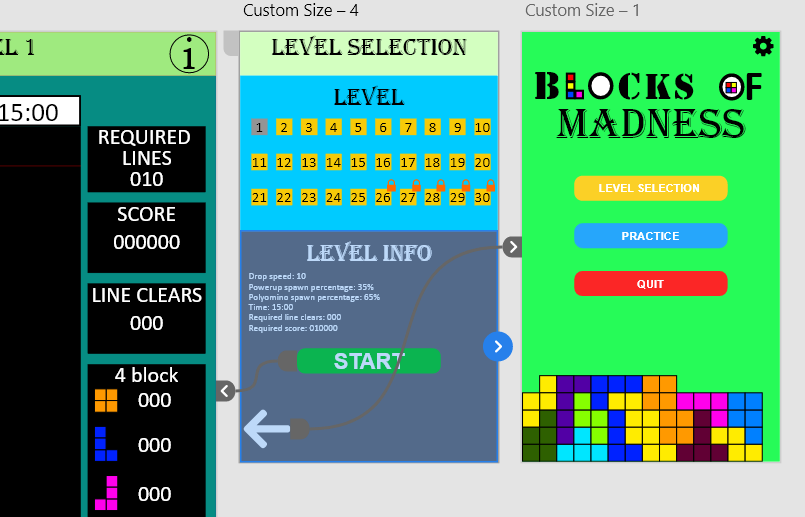 Custom Size – 4
Custom Size – 1
EL 1
i
15:00
REQUIRED
LINES
010
SCORE
000000
LINE CLEARS
000
4 block
000
000
000
LEVEL SELECTION
LEVEL
1 2 3 4 5 6 7 8 9 10
11 12 13 14 15 16 17 18 19 20
21 22 23 24 25 26 27 28 29 30
LEVEL INFO
Drop speed: 10
Powerup spawn percentage: 35%
Polyomino spawn percentage: 65%
Time: 15:00
Required line clears: 000
Required score: 010000
START
BLOCKS OF
MADNESS
LEVEL SELECTION
PRACTICE
QUIT